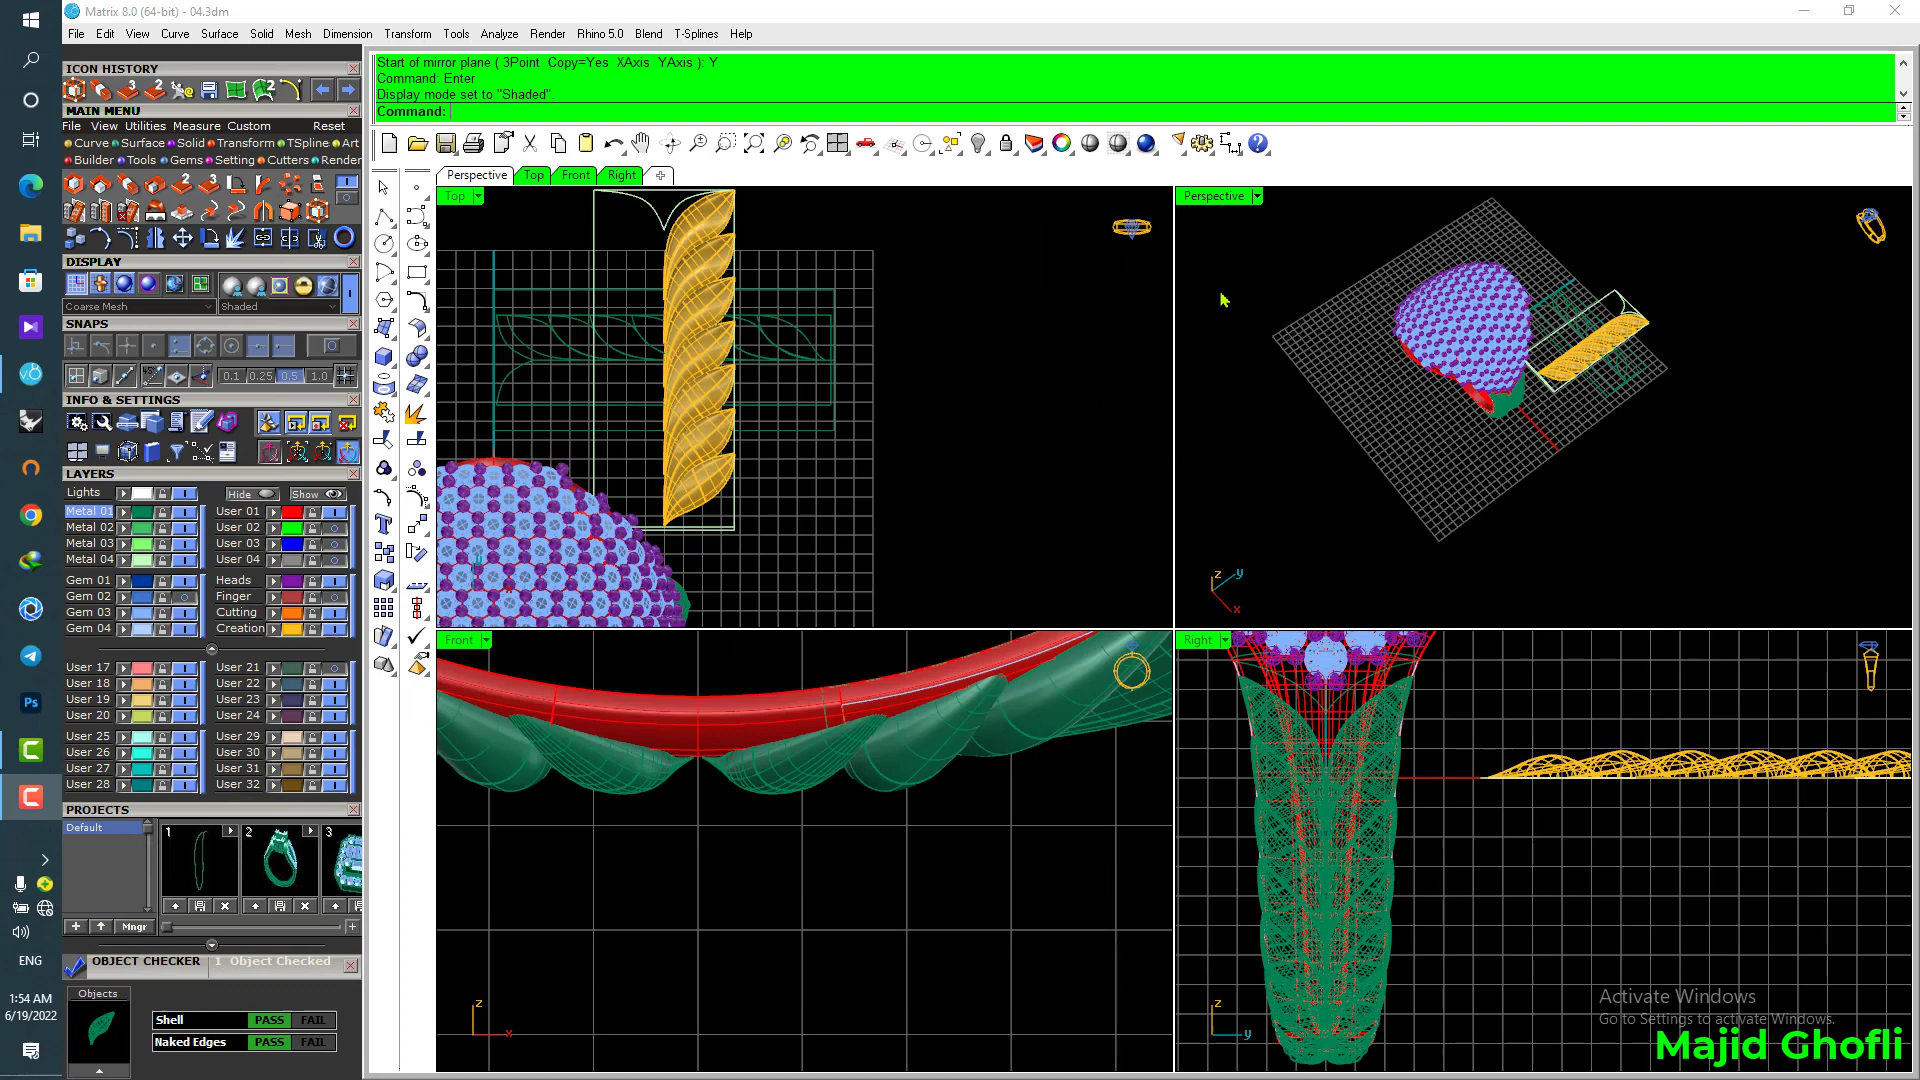 Matrix 8.0 (64-bit) - 04.3dm
File Edit View Curve Surface Solid Mesh Dimension Transform Tools Analyze Render Rhino 5.0 Blend T-Splines Help
ICON HISTORY
MAIN MENU
File View Utilities Measure Custom Reset
Curve Surface Solid Transform TSpline Art
Builder Tools Gems Setting Cutters Render
DISPLAY
Coarse Mesh Shaded
SNAPS
0.1 0.25 0.5 1.0
INFO & SETTINGS
LAYERS
Lights Hide Show
Metal 01 User 01
Metal 02 User 02
Metal 03 User 03
Metal 04 User 04
Gem 01 Heads
Gem 02 Finger
Gem 03 Cutting
Gem 04 Creation
User 17 User 21
User 18 User 22
User 19 User 23
User 20 User 24
User 25 User 29
User 26 User 30
User 27 User 31
User 28 User 32
PROJECTS
Default
1 2 3
Mngr
OBJECT CHECKER 1 Object Checked
Objects
Shell PASS FAIL
Naked Edges PASS FAIL
Start of mirror plane ( 3Point Copy=Yes XAxis YAxis ): Y
Command: Enter
Display mode set to "Shaded".
Command:
Perspective Top Front Right
Top
Perspective
z y x
Front
z x
Right
z y
Activate Windows
Go to Settings to activate Windows.
Majid Ghofli
ENG
1:54 AM
6/19/2022